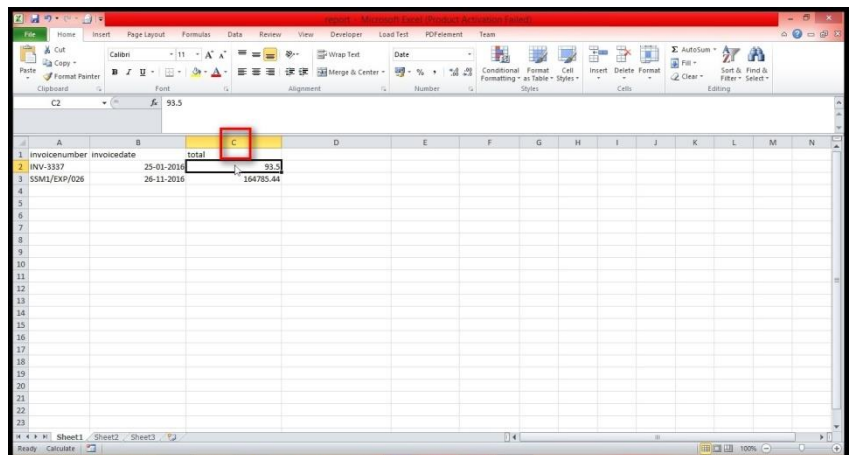 report - Microsoft Excel (Product Activation Failed)
File Home Insert Page Layout Formulas Data Review View Developer Load Test PDFelement Team
Cut
Copy
Format Painter
Paste
Clipboard
Calibri 11 A A
B I U A
Font
Wrap Text
Merge & Center
Alignment
Date
% ,
Number
Conditional Formatting
Format as Table
Cell Styles
Styles
Insert Delete Format
Cells
Σ AutoSum
Fill
Clear
Sort & Filter
Find & Select
Editing
C2 fx 93.5
A B C D E F G H I J K L M N
1 invoicenumber invoicedate total
2 INV-3337 25-01-2016 93.5
3 SSM1/EXP/026 26-11-2016 164785.44
4
5
6
7
8
9
10
11
12
13
14
15
16
17
18
19
20
21
22
23
Sheet1 Sheet2 Sheet3
Ready Calculate 100%